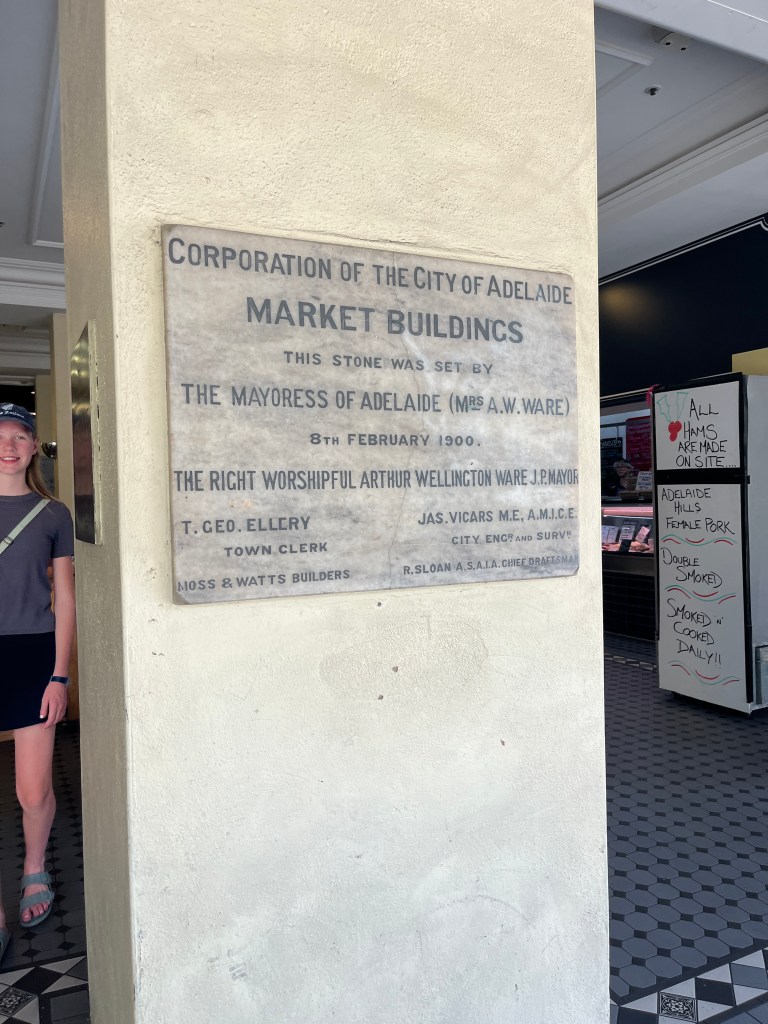 CORPORATION OF THE CITY OF ADELAIDE
MARKET BUILDINGS
THIS STONE WAS SET BY
THE MAYORESS OF ADELAIDE (MRS A.W. WARE)
8TH FEBRUARY 1900.
THE RIGHT WORSHIPFUL ARTHUR WELLINGTON WARE J.P. MAYOR
T. GEO. ELLERY
TOWN CLERK
MOSS & WATTS BUILDERS
JAS. VICARS M.E, A.M.I.C.E.
CITY ENGR AND SURVR
R. SLOAN A.S.A.I.A. CHIEF DRAFTSMAN
ALL
HAMS
ARE MADE
ON SITE....
ADELAIDE
HILLS
FEMALE PORK
DOUBLE
SMOKED
SMOKED 'N'
COOKED
DAILY!!